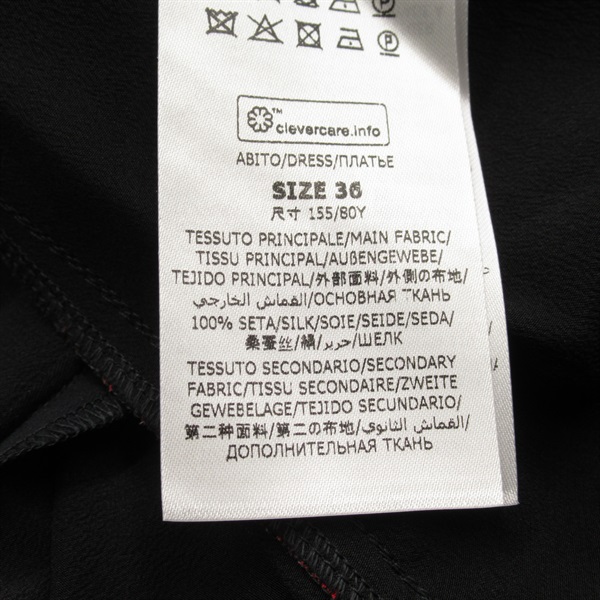 clevercare.info™
ABITO/DRESS/ПЛАТЬЕ
SIZE 36
尺寸 155/80Y
TESSUTO PRINCIPALE/MAIN FABRIC/
TISSU PRINCIPAL/AUßENGEWEBE/
TEJIDO PRINCIPAL/外部面料/外側の布地/
القماش الخارجي/ОСНОВНАЯ ТКАНЬ
100% SETA/SILK/SOIE/SEIDE/SEDA/
桑蚕丝/絹/حرير/ШЕЛК
TESSUTO SECONDARIO/SECONDARY
FABRIC/TISSU SECONDAIRE/ZWEITE
GEWEBELAGE/TEJIDO SECUNDARIO/
第二种面料/第二の布地/القماش الثانوي/
ДОПОЛНИТЕЛЬНАЯ ТКАНЬ